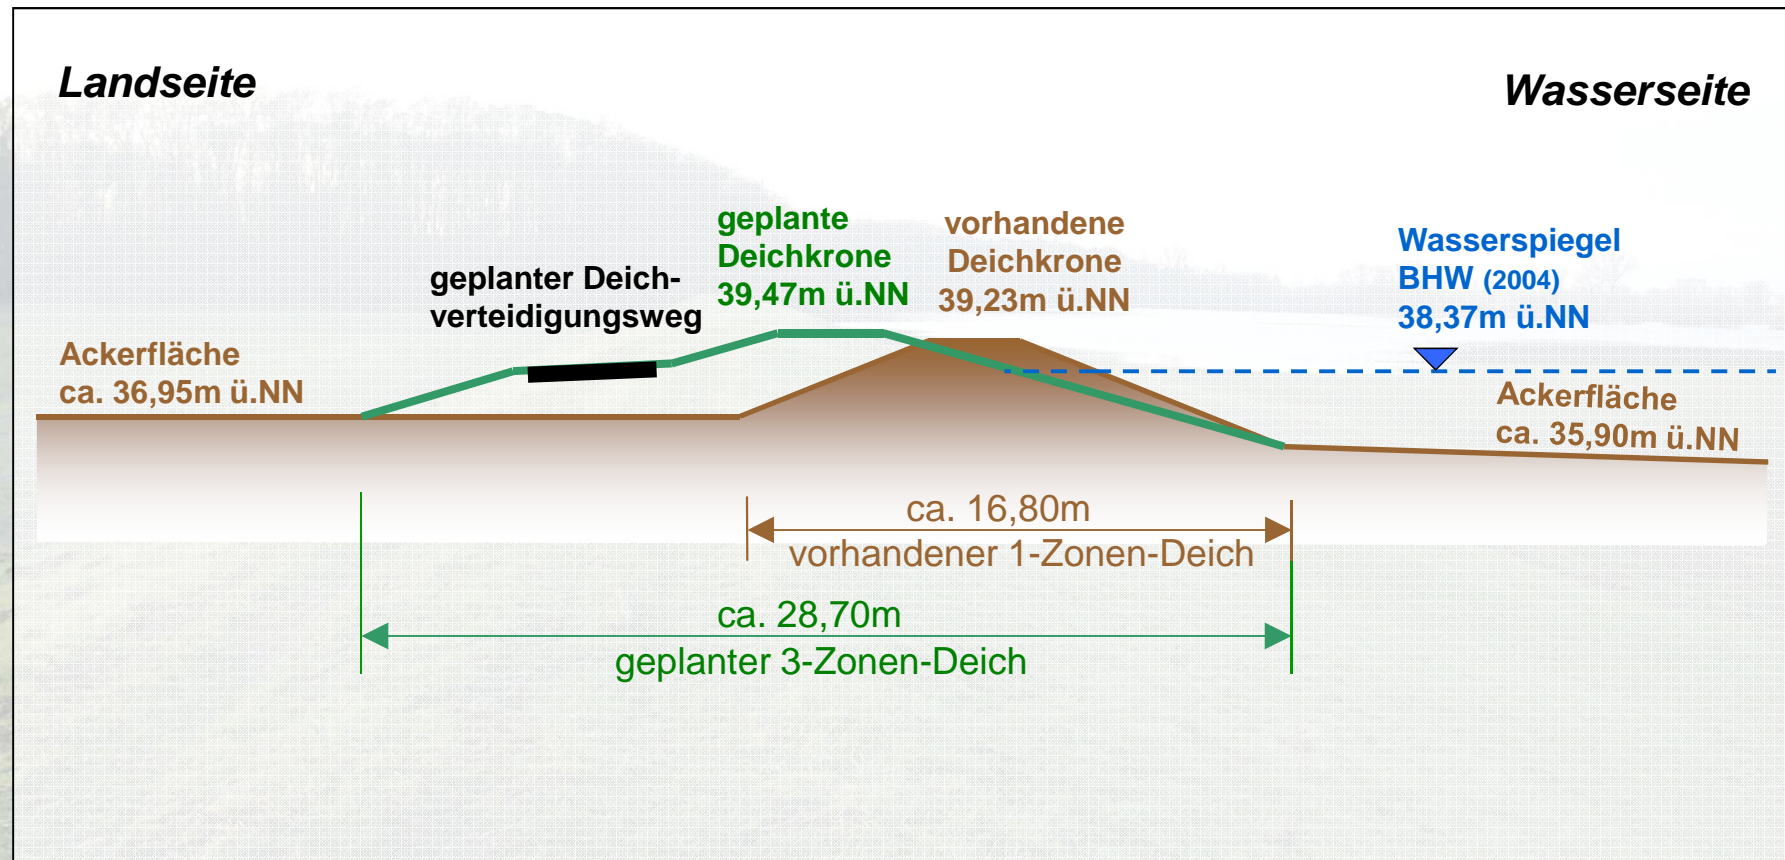 Landseite
Wasserseite
geplante
Deichkrone
39,47m ü.NN
vorhandene
Deichkrone
39,23m ü.NN
Wasserspiegel
BHW (2004)
38,37m ü.NN
geplanter Deich-
verteidigungsweg
Ackerfläche
ca. 36,95m ü.NN
Ackerfläche
ca. 35,90m ü.NN
ca. 16,80m
vorhandener 1-Zonen-Deich
ca. 28,70m
geplanter 3-Zonen-Deich